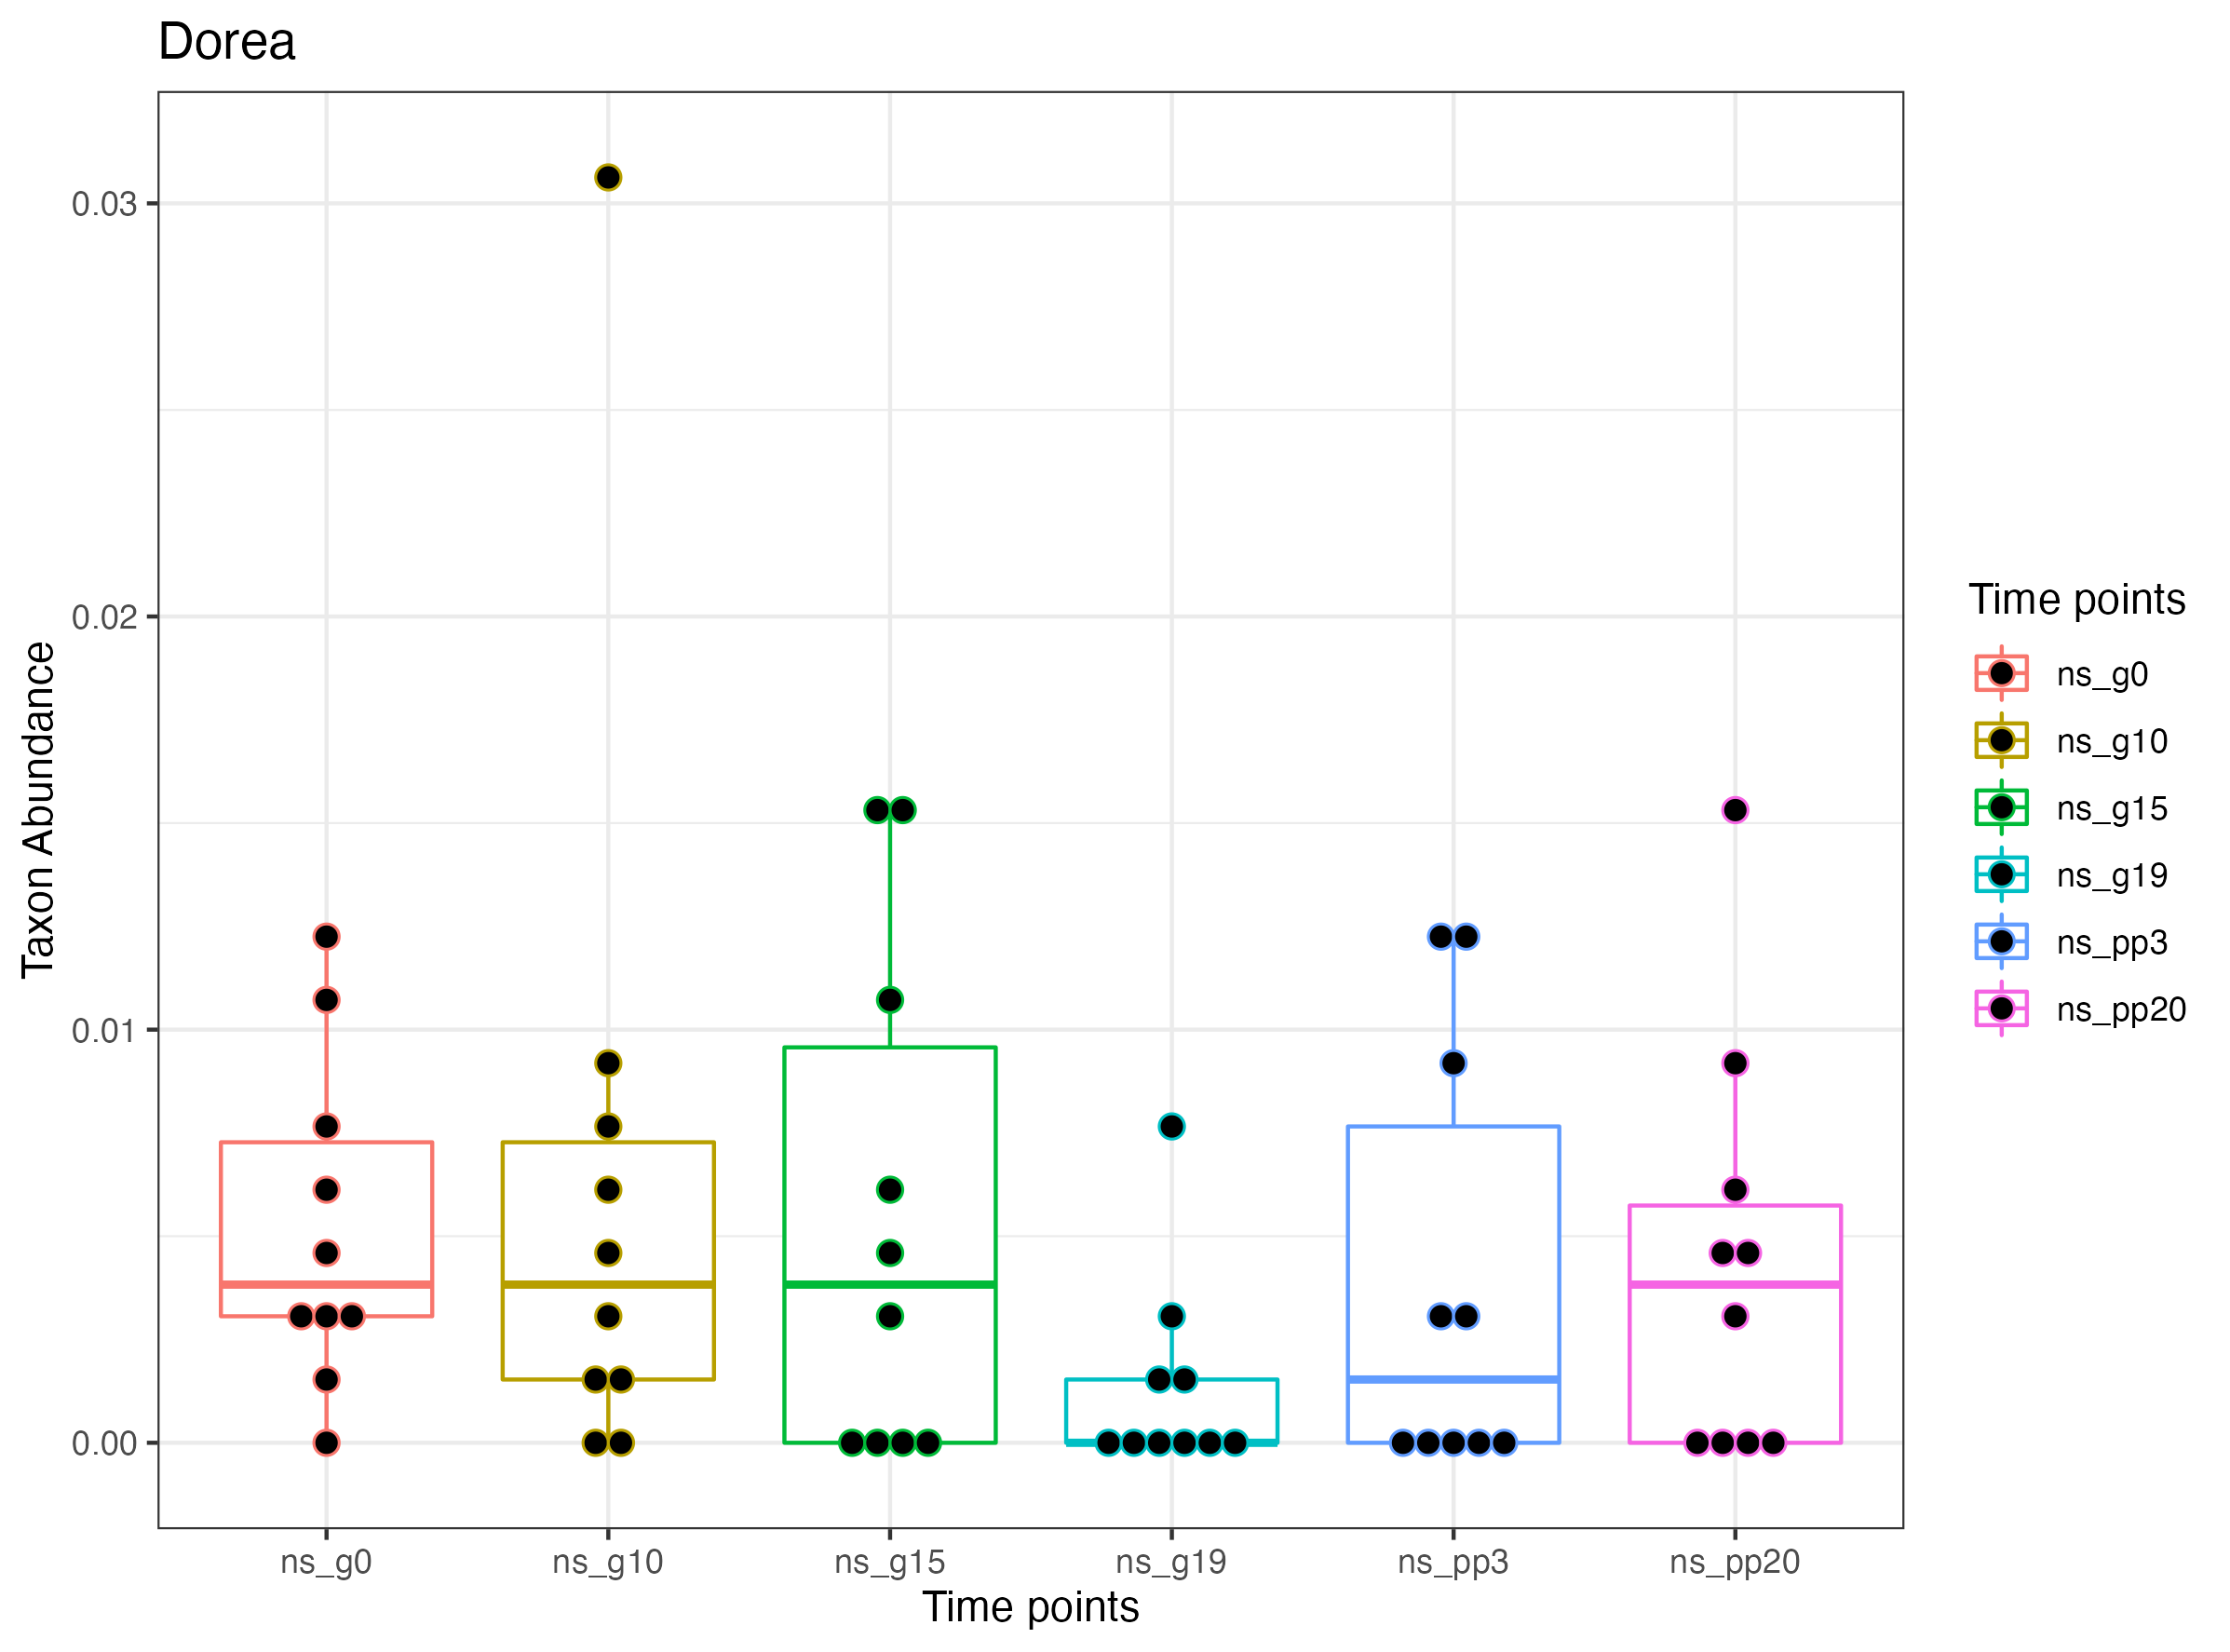 Dorea
0.03
0.02
0.01
0.00
Taxon Abundance
ns_g0
ns_g10
ns_g15
ns_g19
ns_pp3
ns_pp20
Time points
Time points
ns_g0
ns_g10
ns_g15
ns_g19
ns_pp3
ns_pp20